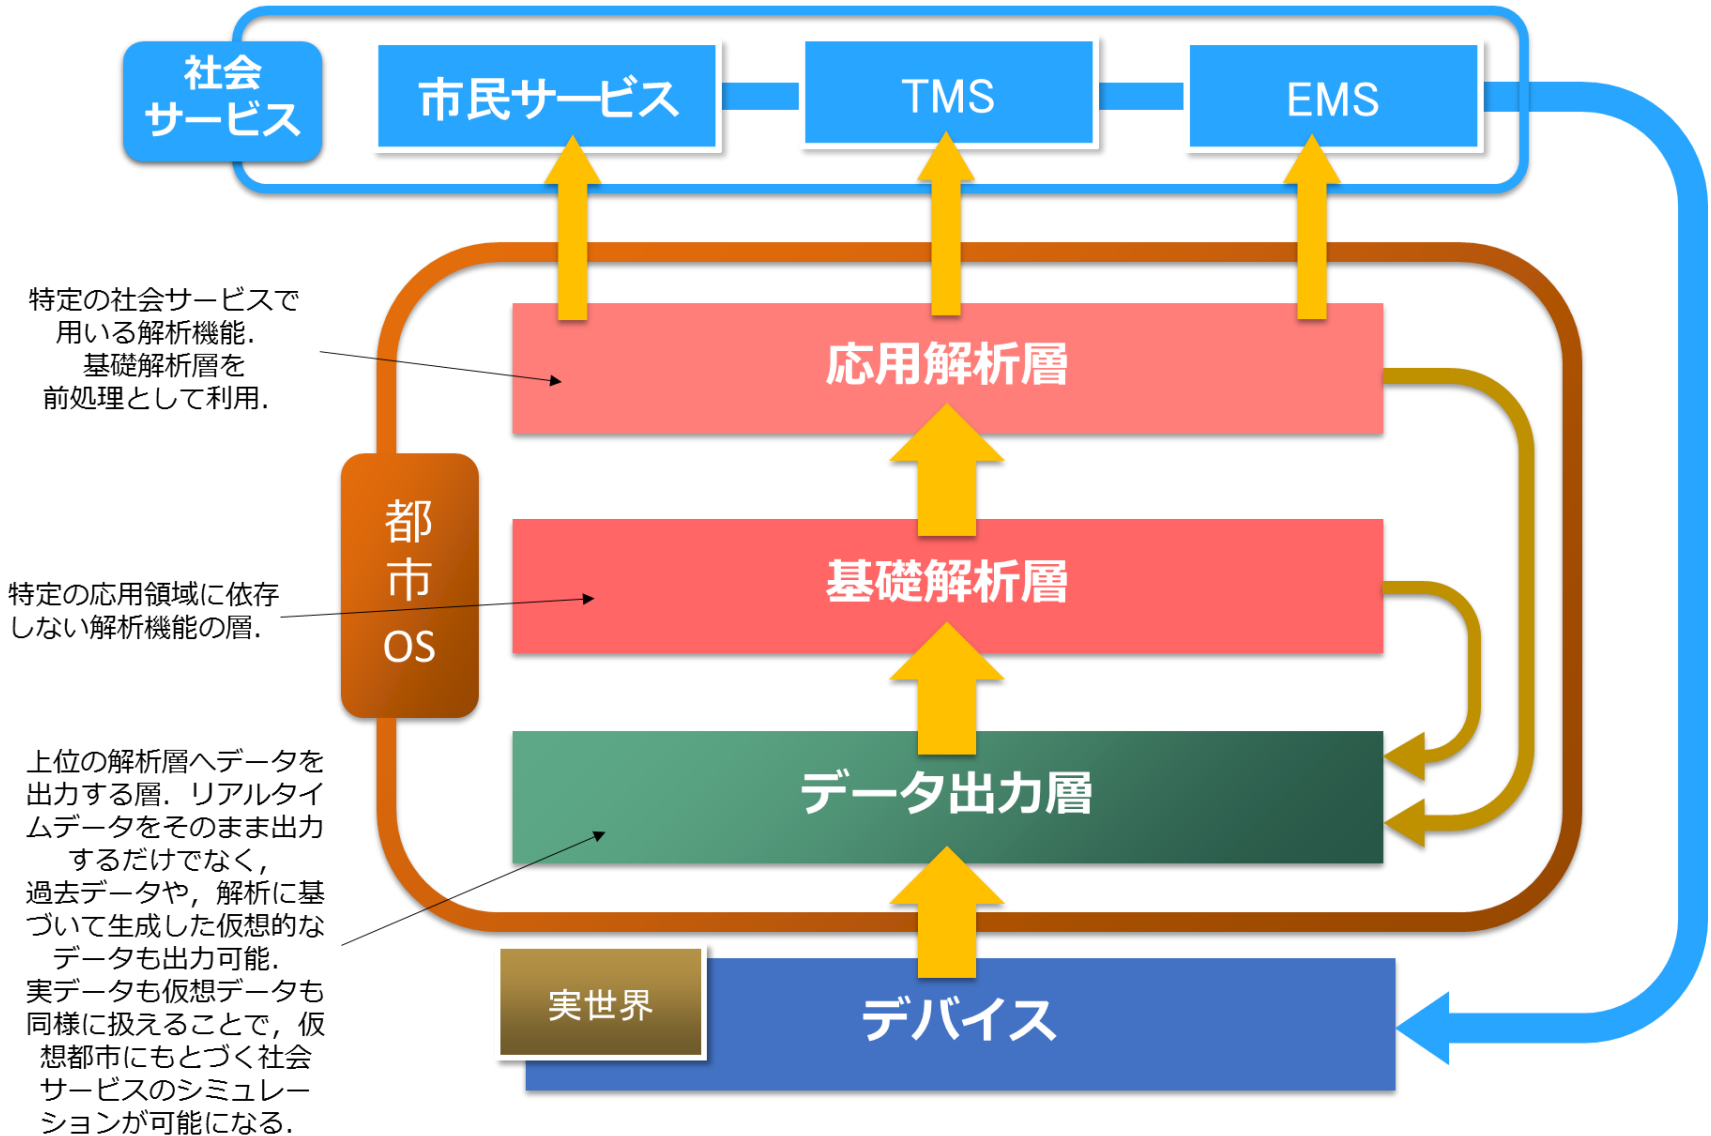 社会
サービス
市民サービス
TMS
EMS
特定の社会サービスで
用いる解析機能.
基礎解析層を
前処理として利用.
応用解析層
都
市
OS
特定の応用領域に依存
しない解析機能の層.
基礎解析層
上位の解析層へデータを
出力する層．リアルタイ
ムデータをそのまま出力
するだけでなく，
過去データや，解析に基
づいて生成した仮想的な
データも出力可能.
実データも仮想データも
同様に扱えることで，仮
想都市にもとづく社会
サービスのシミュレー
ションが可能になる.
データ出力層
実世界
デバイス